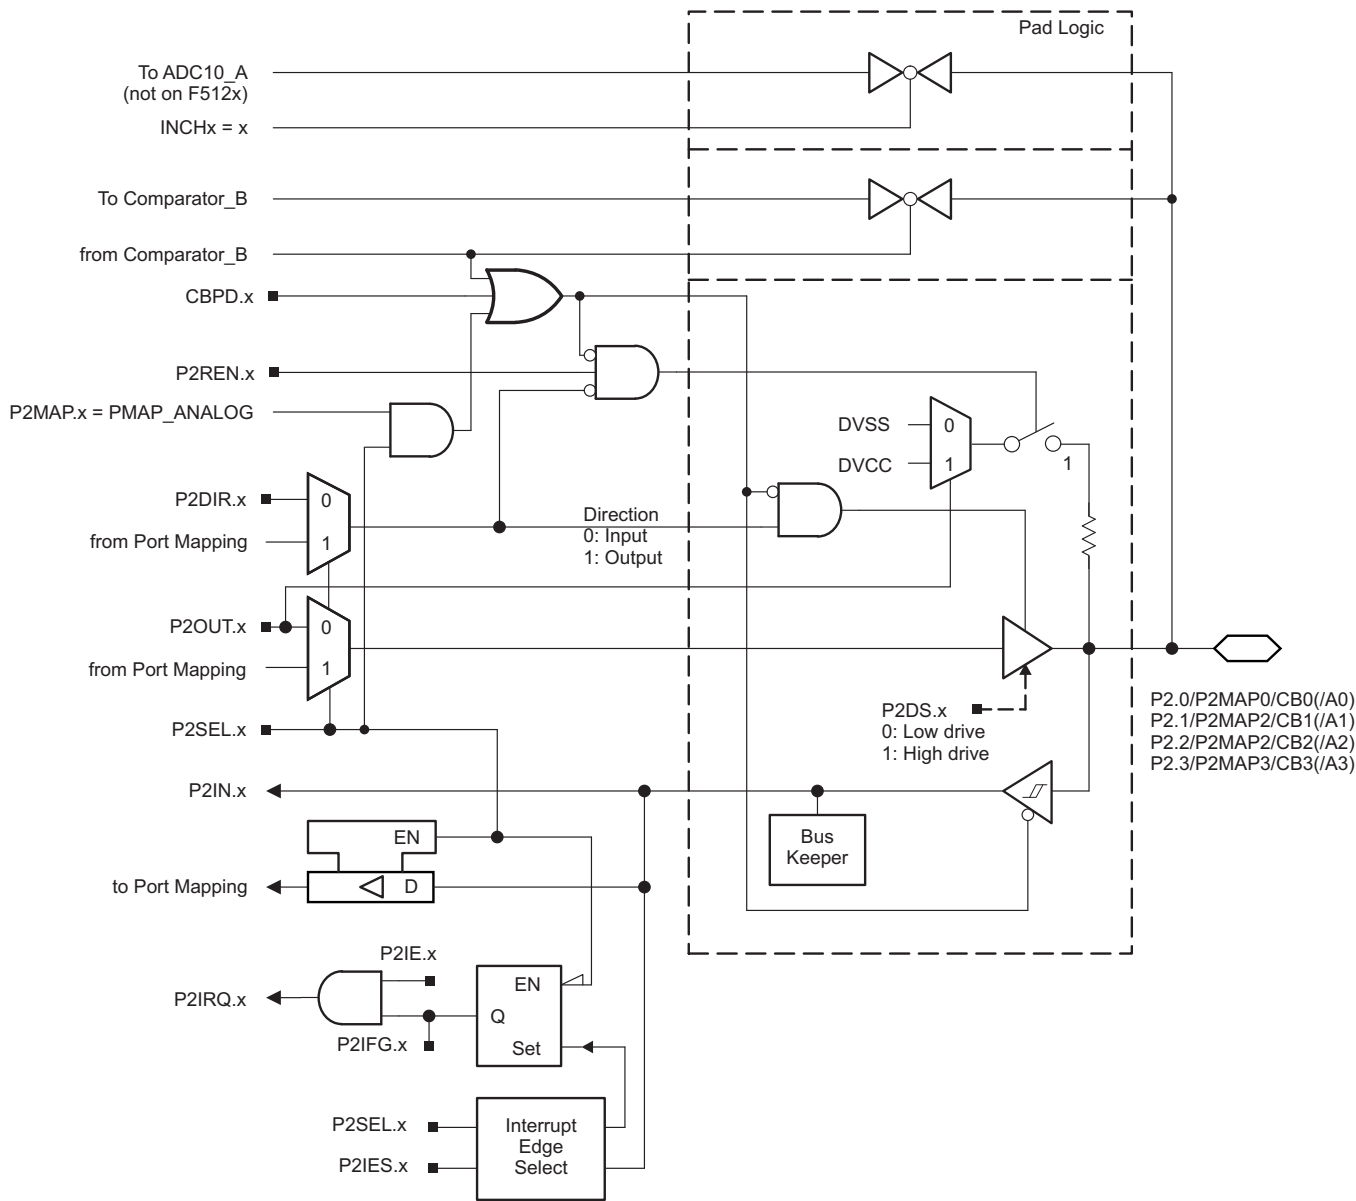 Pad Logic
To ADC10_A
(not on F512x)
INCHx = x
To Comparator_B
from Comparator_B
CBPD.x
P2REN.x
P2MAP.x = PMAP_ANALOG
DVSS
0
DVCC
1
1
P2DIR.x
0
from Port Mapping
1
Direction
0: Input
1: Output
P2OUT.x
0
from Port Mapping
1
P2SEL.x
P2DS.x
0: Low drive
1: High drive
P2.0/P2MAP0/CB0(/A0)
P2.1/P2MAP2/CB1(/A1)
P2.2/P2MAP2/CB2(/A2)
P2.3/P2MAP3/CB3(/A3)
P2IN.x
Bus
Keeper
EN
to Port Mapping
D
P2IE.x
P2IRQ.x
EN
Q
P2IFG.x
Set
P2SEL.x
P2IES.x
Interrupt
Edge
Select